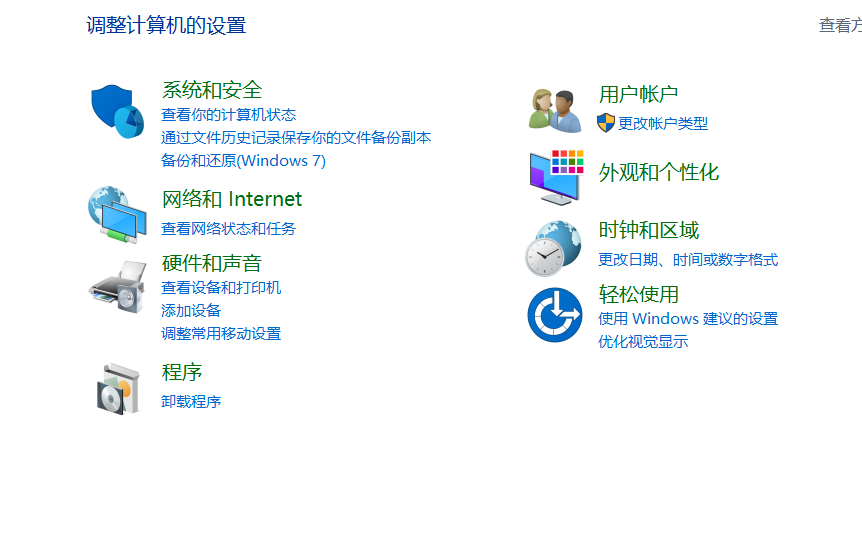 调整计算机的设置
查看方
系统和安全
查看你的计算机状态
通过文件历史记录保存你的文件备份副本
备份和还原(Windows 7)
网络和 Internet
查看网络状态和任务
硬件和声音
查看设备和打印机
添加设备
调整常用移动设置
程序
卸载程序
用户帐户
更改帐户类型
外观和个性化
时钟和区域
更改日期、时间或数字格式
轻松使用
使用 Windows 建议的设置
优化视觉显示